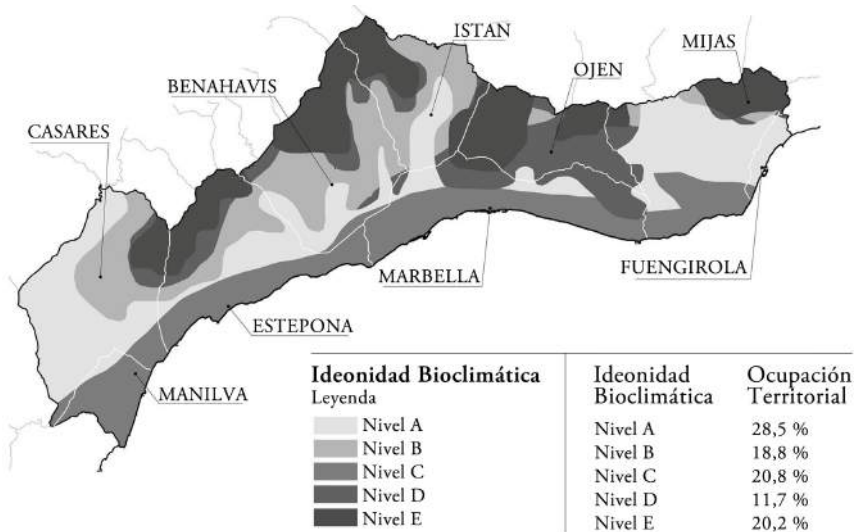 ISTAN
MIJAS
OJEN
BENAHAVIS
CASARES
FUENGIROLA
MARBELLA
ESTEPONA
MANILVA
Ideonidad Bioclimática
Leyenda
Nivel A
Nivel B
Nivel C
Nivel D
Nivel E
Ideonidad Bioclimática
Ocupación Territorial
Nivel A 28,5 %
Nivel B 18,8 %
Nivel C 20,8 %
Nivel D 11,7 %
Nivel E 20,2 %